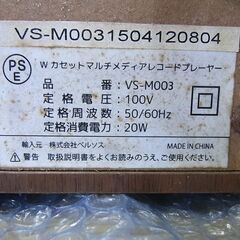 VS-M0031504120804
PS
E
Wカセットマルチメディアレコードプレーヤー
品番：VS-M003
定格電圧：100V
定格周波数：50/60Hz
定格消費電力：20W
ご使用の前に取扱説明書をよくお読みください。
輸入元 株式会社ベルソス MADE IN CHINA